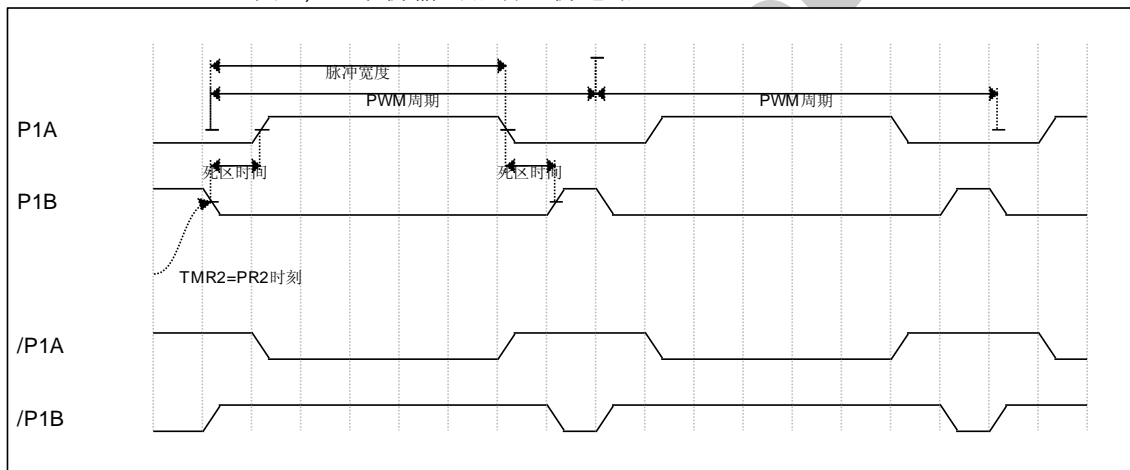 脉冲宽度
PWM周期
PWM周期
P1A
死区时间
死区时间
P1B
TMR2=PR2时刻
/P1A
/P1B